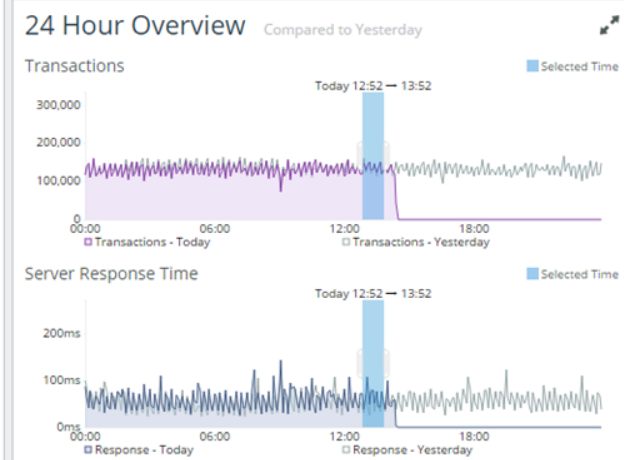 24 Hour Overview Compared to Yesterday
Transactions Selected Time
Today 12:52 → 13:52
300,000
200,000
100,000
0
00:00 06:00 12:00 18:00
Transactions - Today Transactions - Yesterday
Server Response Time Selected Time
Today 12:52 → 13:52
200ms
100ms
0ms
00:00 06:00 12:00 18:00
Response - Today Response - Yesterday